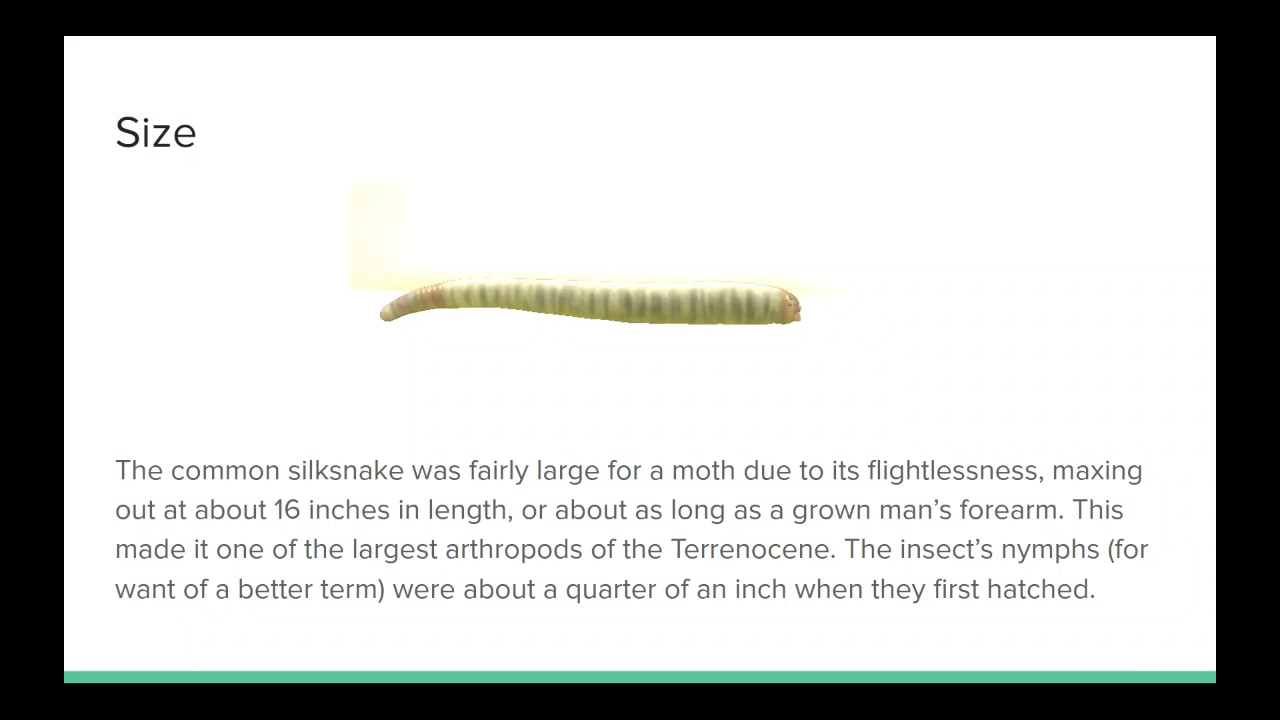 Size
The common silksnake was fairly large for a moth due to its flightlessness, maxing
out at about 16 inches in length, or about as long as a grown man’s forearm. This
made it one of the largest arthropods of the Terrenocene. The insect’s nymphs (for
want of a better term) were about a quarter of an inch when they first hatched.